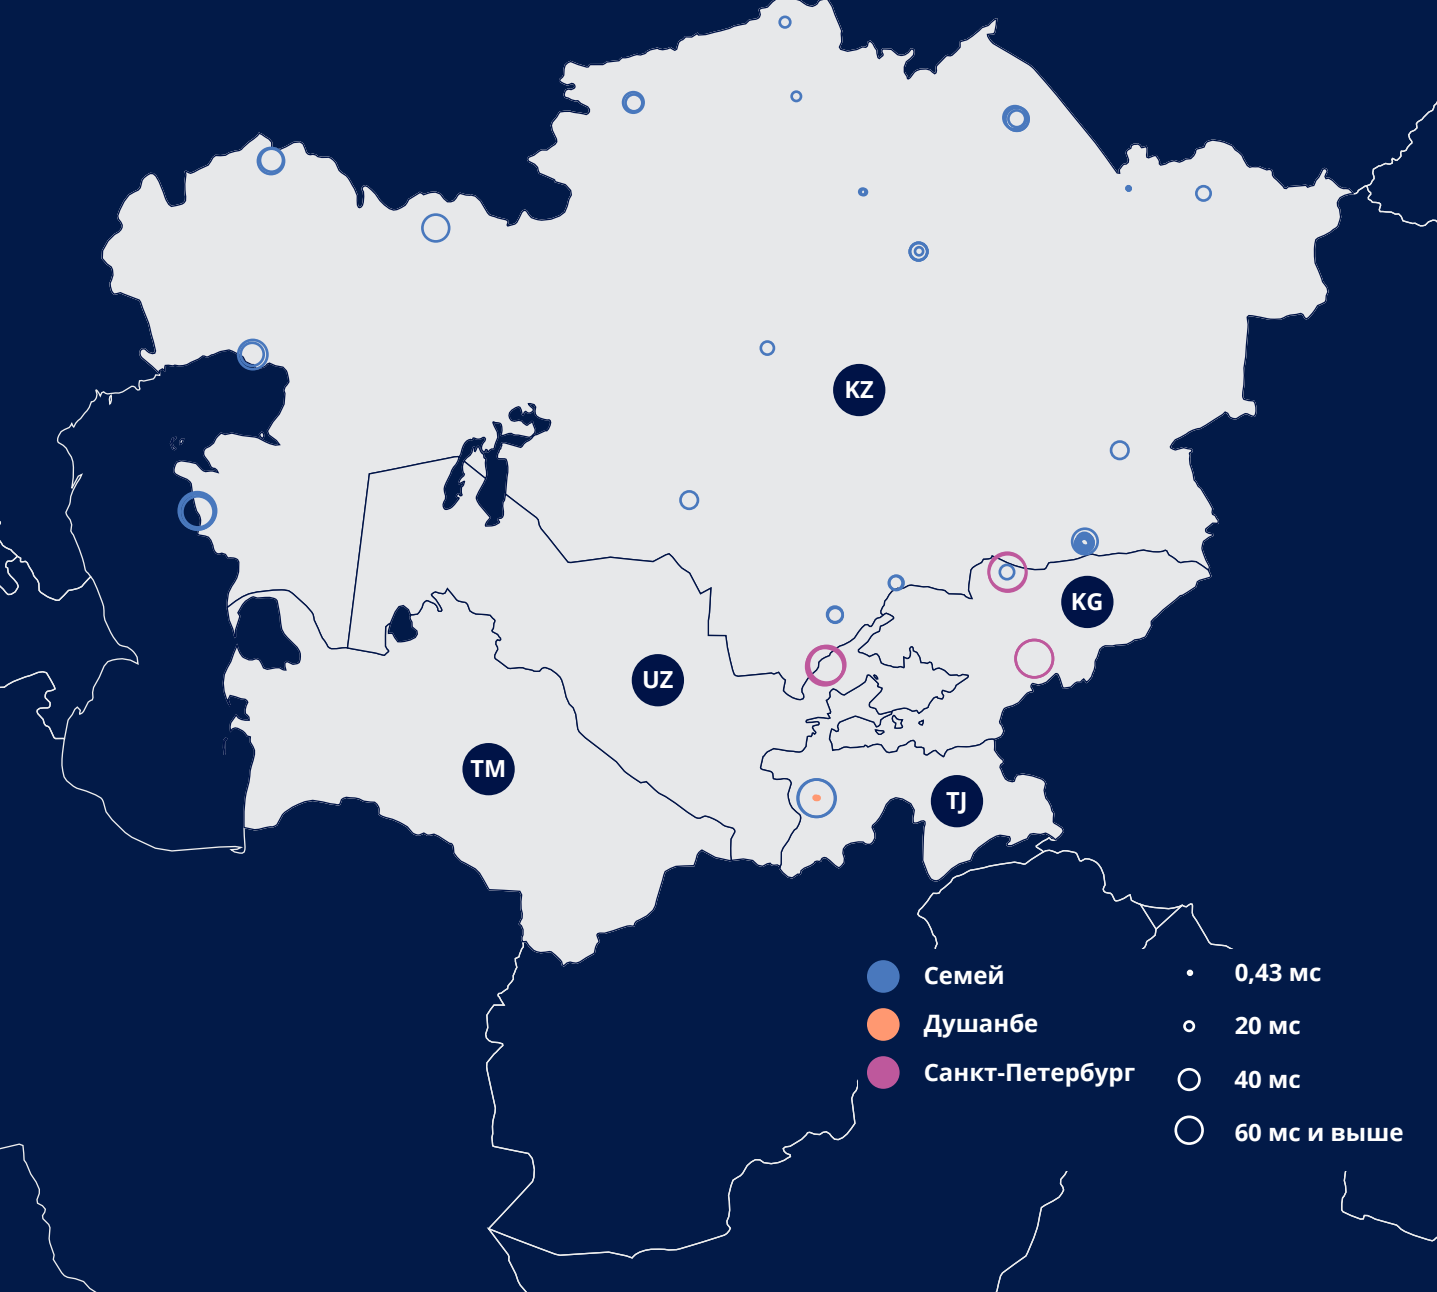 KZ
KG
UZ
TM
TJ
Семей
Душанбе
Санкт-Петербург
0,43 мс
20 мс
40 мс
60 мс и выше